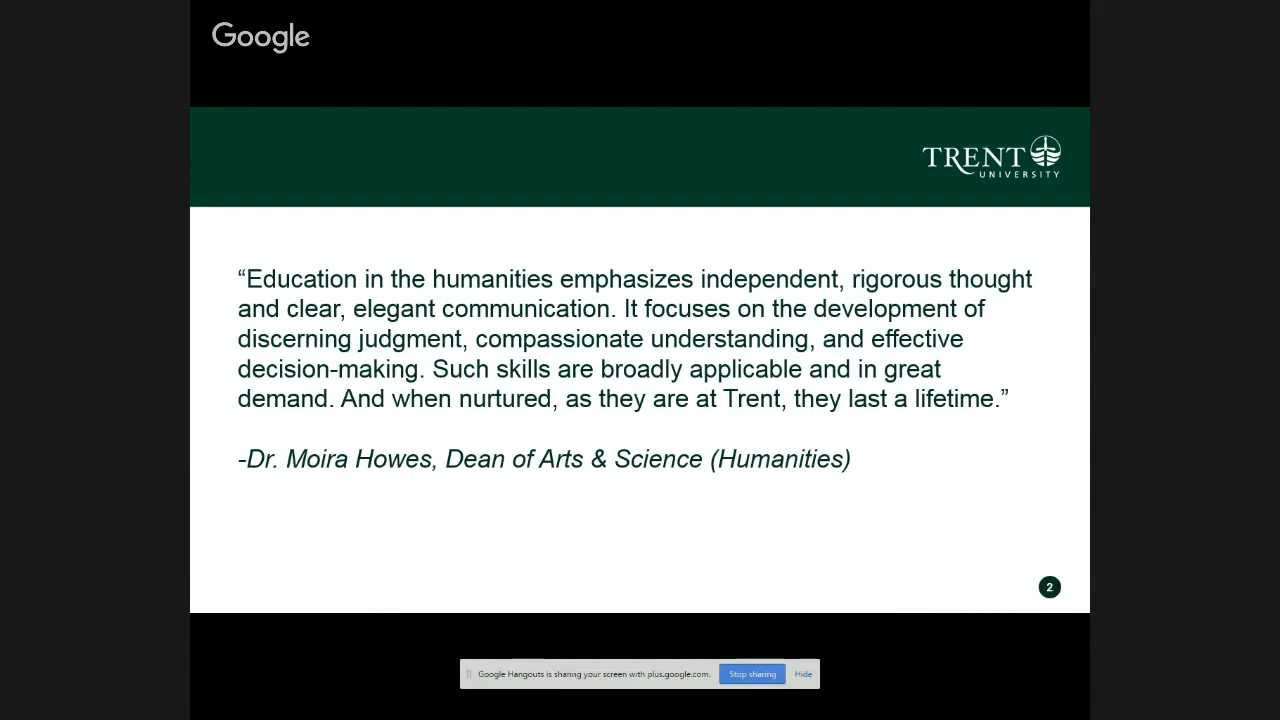 Google
TRENT
UNIVERSITY
“Education in the humanities emphasizes independent, rigorous thought
and clear, elegant communication. It focuses on the development of
discerning judgment, compassionate understanding, and effective
decision-making. Such skills are broadly applicable and in great
demand. And when nurtured, as they are at Trent, they last a lifetime.”
-Dr. Moira Howes, Dean of Arts & Science (Humanities)
2
Google Hangouts is sharing your screen with plus.google.com. Stop sharing Hide